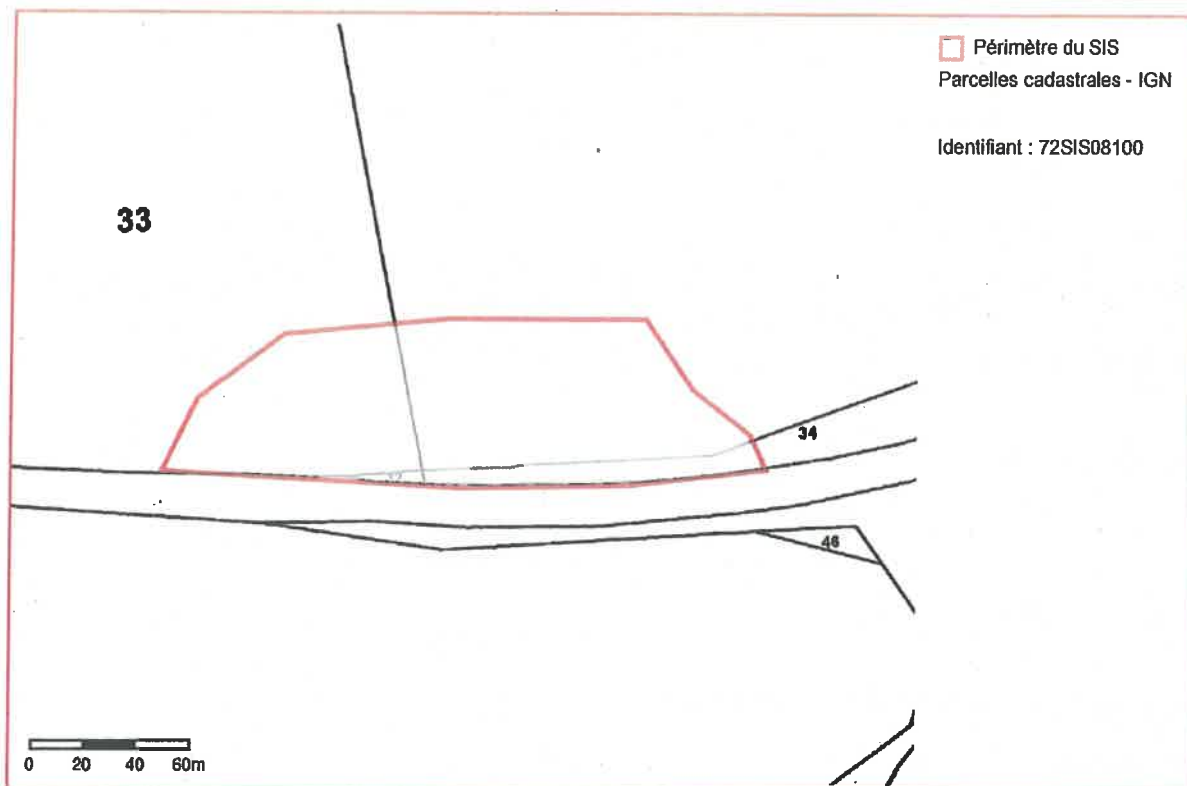 Périmètre du SIS
Parcelles cadastrales - IGN
Identifiant : 72SIS08100
33
34
46
0 20 40 60m